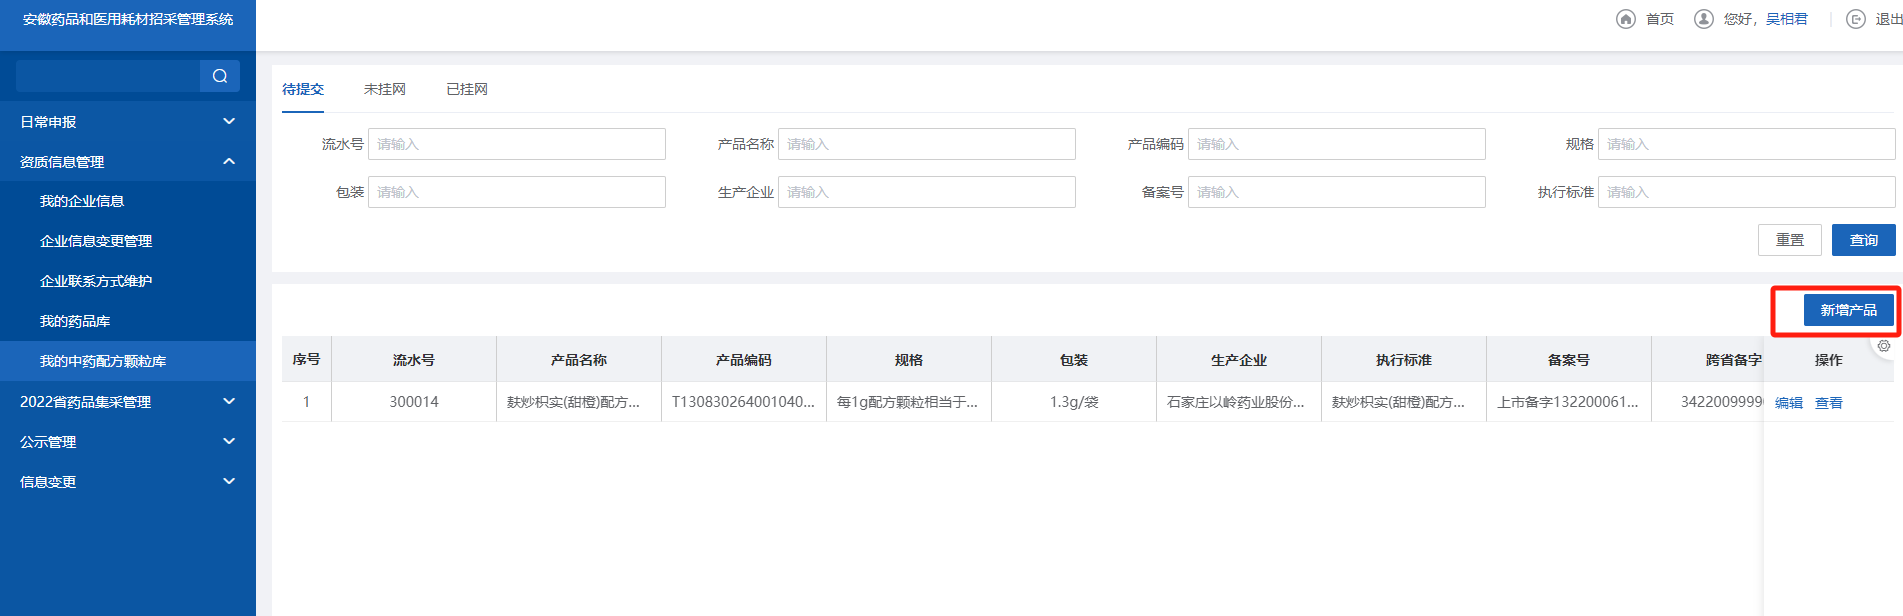 安徽药品和医用耗材招采管理系统
首页 您好，吴相君 退出
日常申报
资质信息管理
我的企业信息
企业信息变更管理
企业联系方式维护
我的药品库
我的中药配方颗粒库
2022省药品集采管理
公示管理
信息变更
待提交 未挂网 已挂网
流水号 请输入 产品名称 请输入 产品编码 请输入 规格 请输入
包装 请输入 生产企业 请输入 备案号 请输入 执行标准 请输入
重置 查询
新增产品
序号 流水号 产品名称 产品编码 规格 包装 生产企业 执行标准 备案号 跨省备字 操作
1 300014 麸炒枳实(甜橙)配方... T130830264001040... 每1g配方颗粒相当于... 1.3g/袋 石家庄以岭药业股份... 麸炒枳实(甜橙)配方... 上市备字132200061... 3422009999 编辑 查看